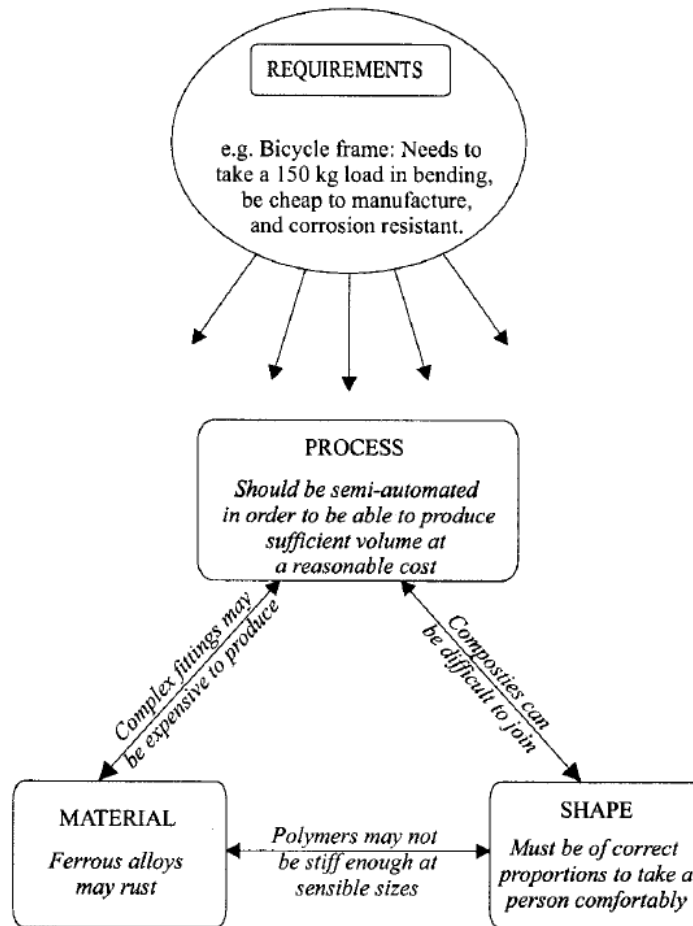 REQUIREMENTS
e.g. Bicycle frame: Needs to
take a 150 kg load in bending,
be cheap to manufacture,
and corrosion resistant.
PROCESS
Should be semi-automated
in order to be able to produce
sufficient volume at
a reasonable cost
Complex fittings may
be expensive to produce
Composties can
be difficult to join
MATERIAL
Ferrous alloys
may rust
Polymers may not
be stiff enough at
sensible sizes
SHAPE
Must be of correct
proportions to take a
person comfortably